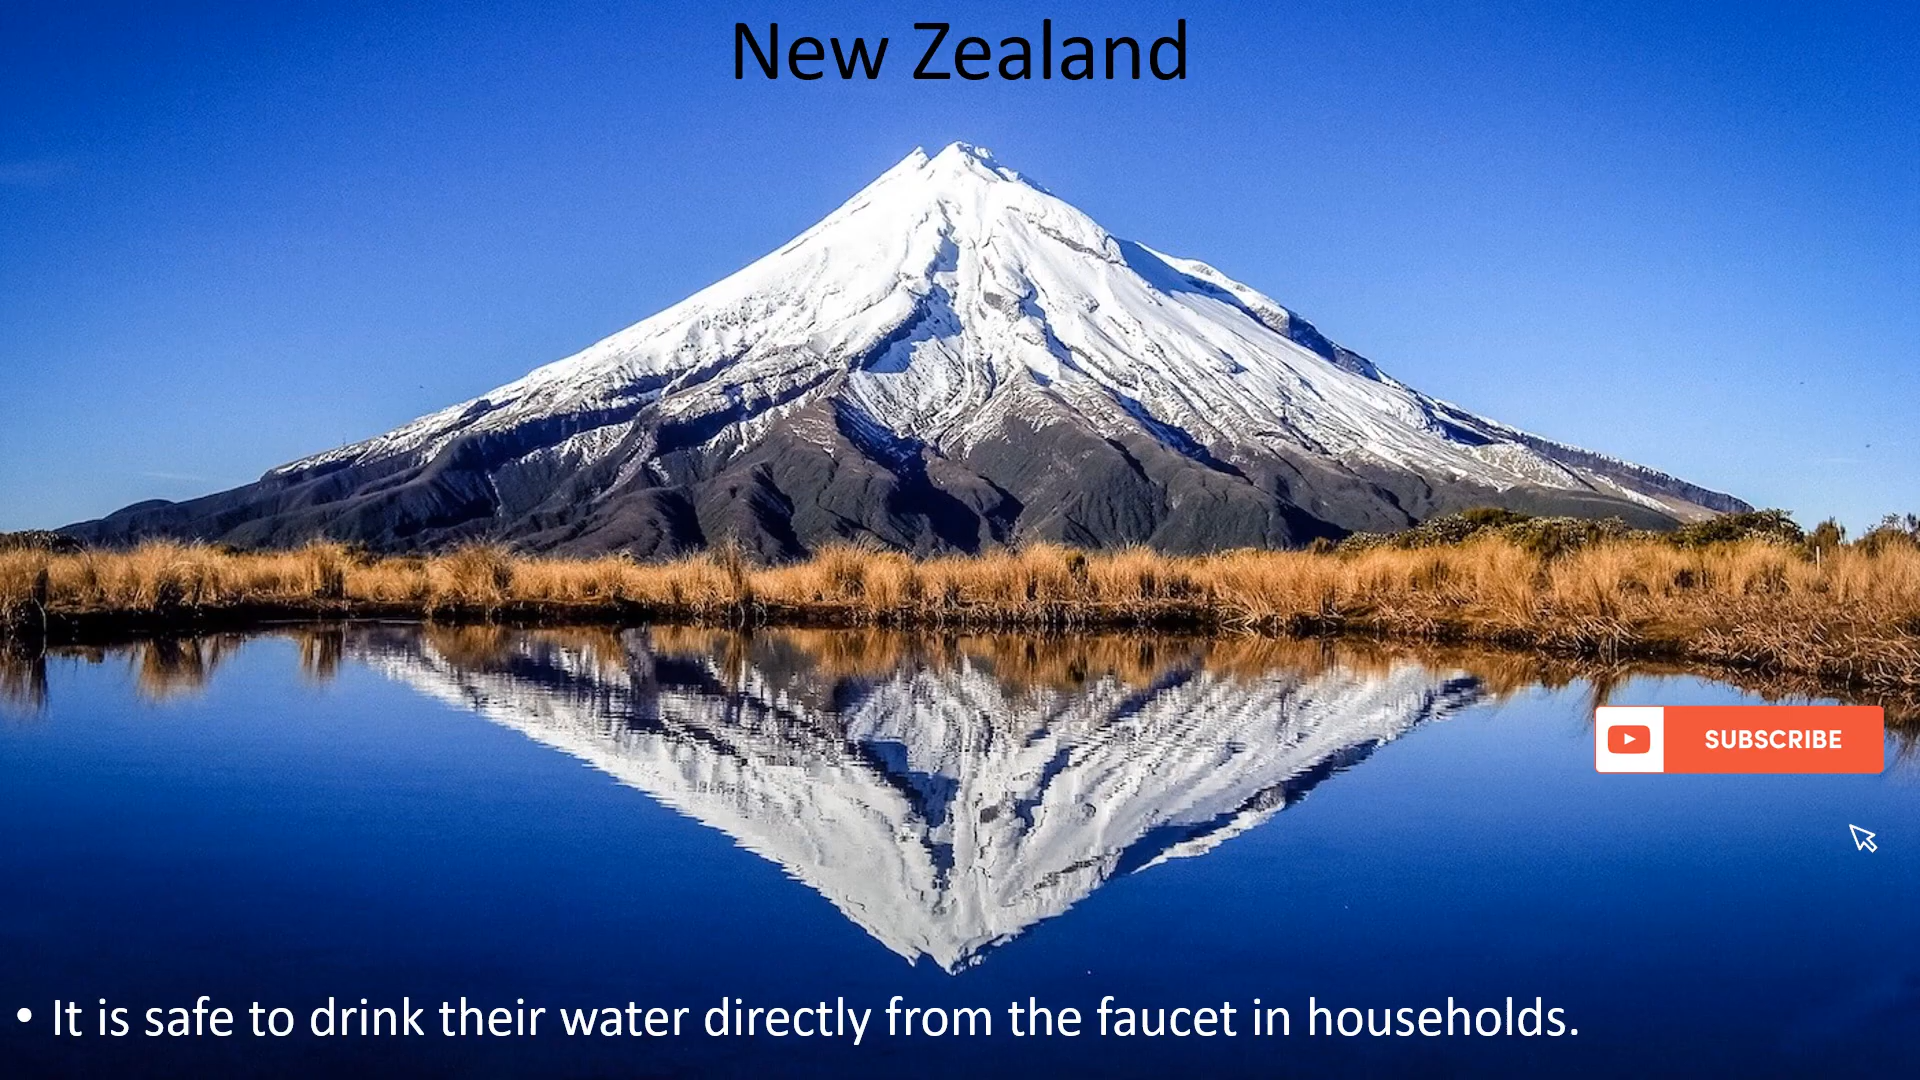 New Zealand
SUBSCRIBE
• It is safe to drink their water directly from the faucet in households.